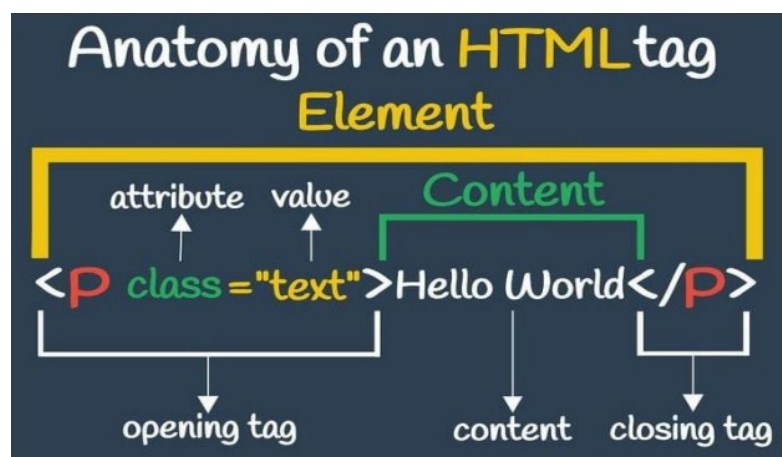 Anatomy of an HTML tag
Element
attribute value Content
<p class="text">Hello World</p>
opening tag content closing tag